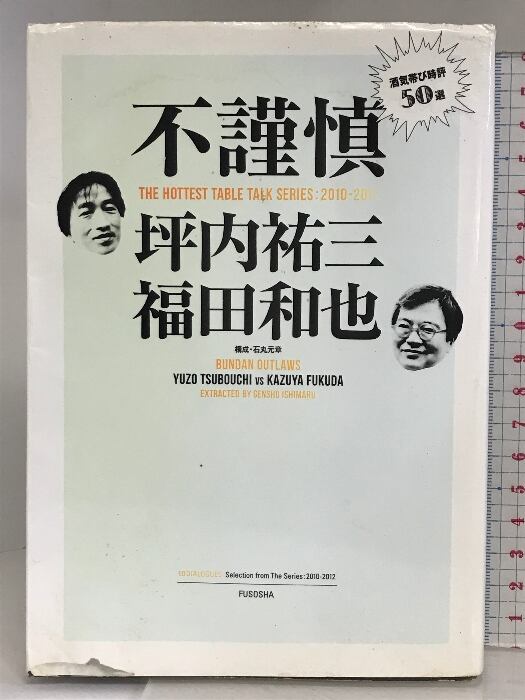 酒気帯び時評
50選
不謹慎
THE HOTTEST TABLE TALK SERIES:2010-201
坪内祐三
福田和也
構成・石丸元章
BUNDAN OUTLAWS
YUZO TSUBOUCHI vs KAZUYA FUKUDA
EXTRACTED BY GENSHO ISHIMARU
Selection from The Series:2010-2012
FUSOSHA